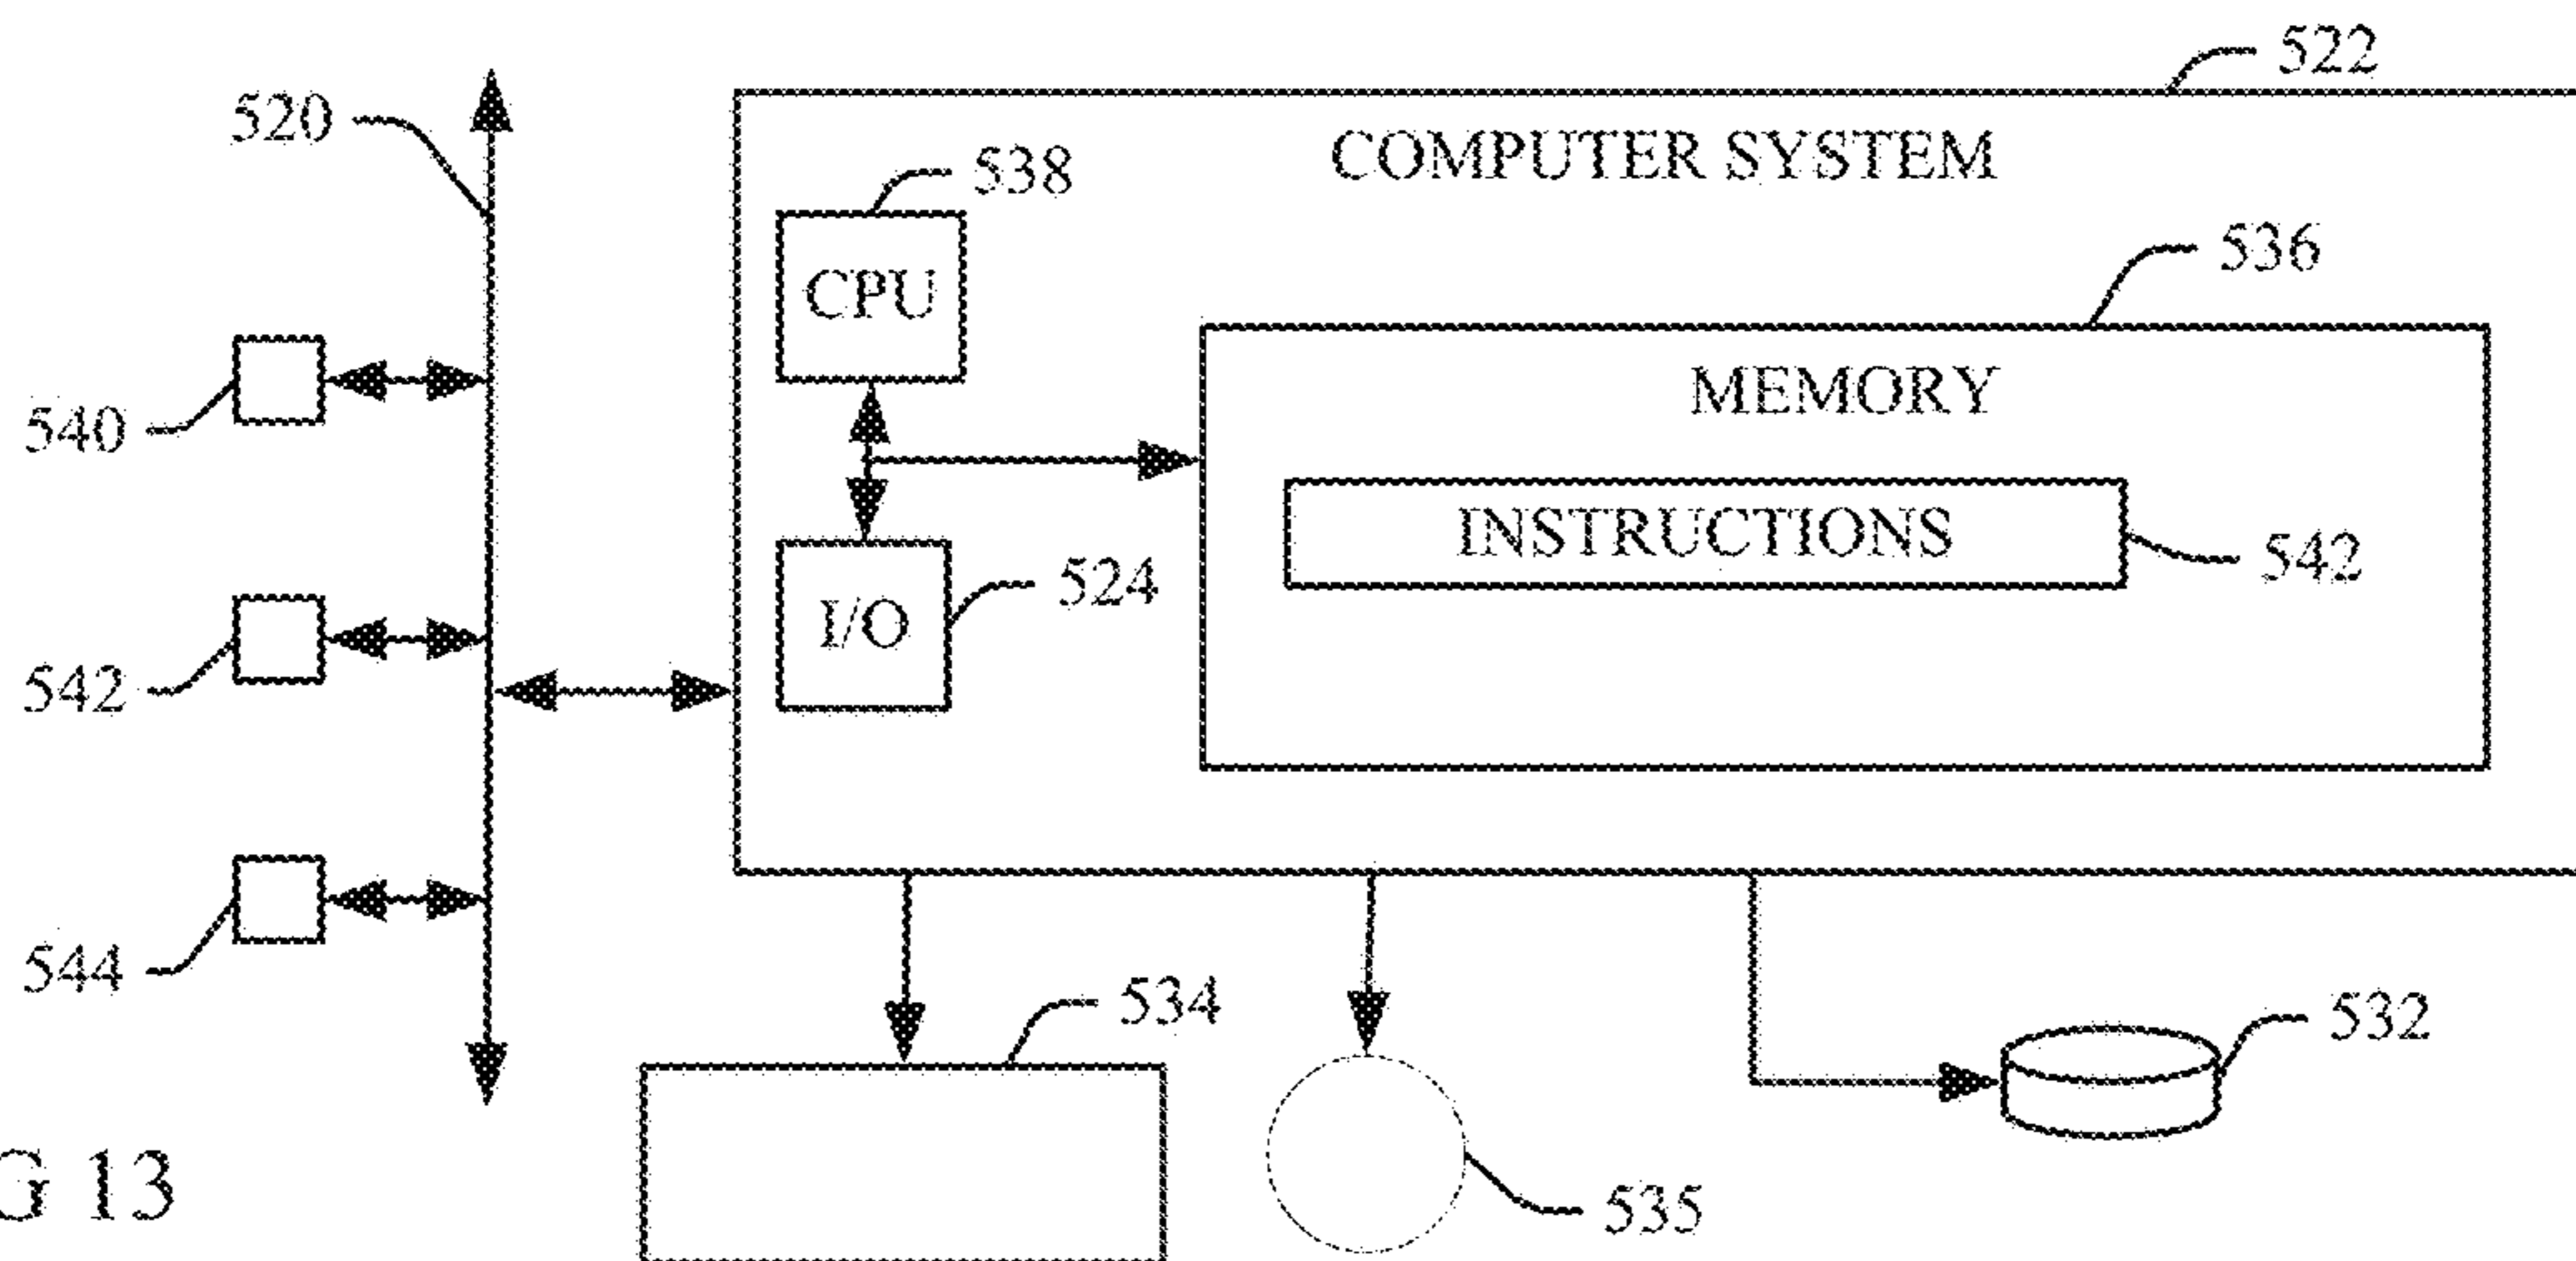 522
520
COMPUTER SYSTEM
538
536
CPU
MEMORY
540
INSTRUCTIONS
542
524
I/O
542
544
534
532
G 13
535